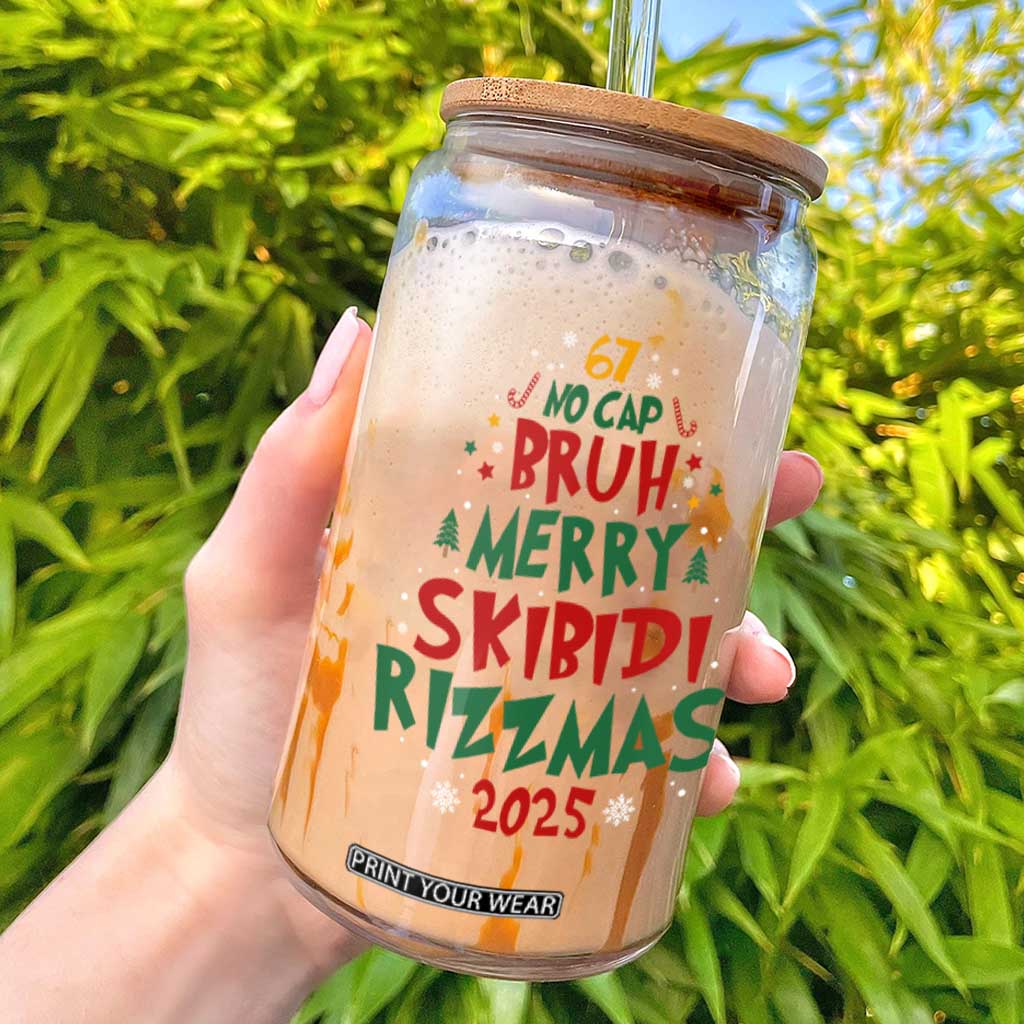 67
NO CAP
BRUH
MERRY
SKIBIDI
RIZZMAS
2025
PRINT YOUR WEAR